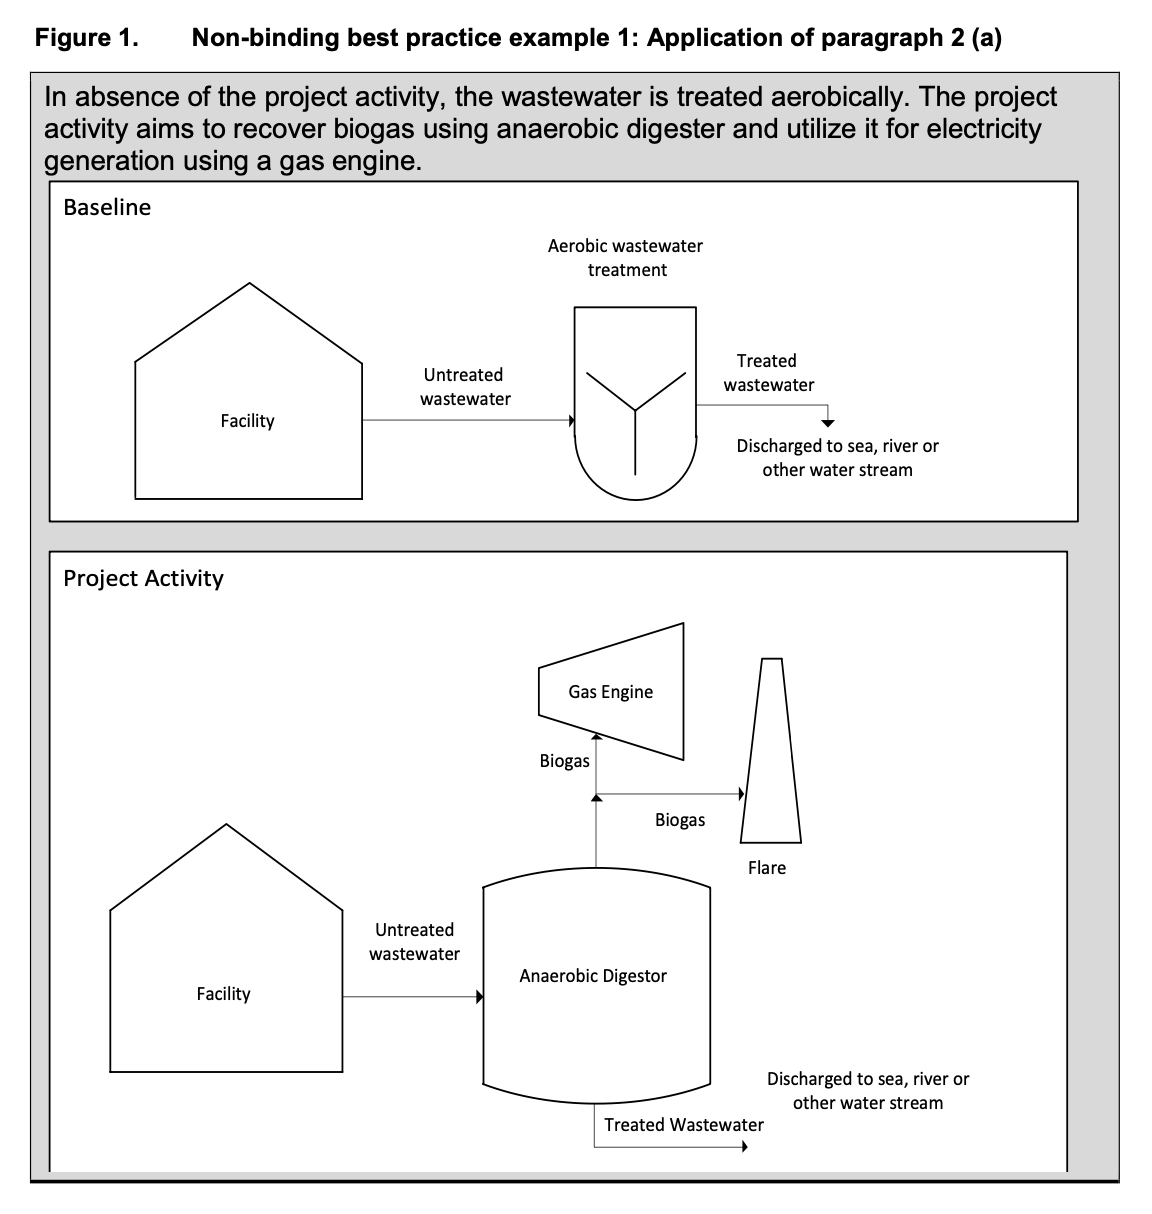 Figure 1. Non-binding best practice example 1: Application of paragraph 2 (a)
In absence of the project activity, the wastewater is treated aerobically. The project
activity aims to recover biogas using anaerobic digester and utilize it for electricity
generation using a gas engine.
Baseline
Aerobic wastewater
treatment
Untreated
wastewater
Treated
wastewater
Facility
Discharged to sea, river or
other water stream
Project Activity
Gas Engine
Biogas
Biogas
Flare
Untreated
wastewater
Anaerobic Digestor
Facility
Discharged to sea, river or
other water stream
Treated Wastewater